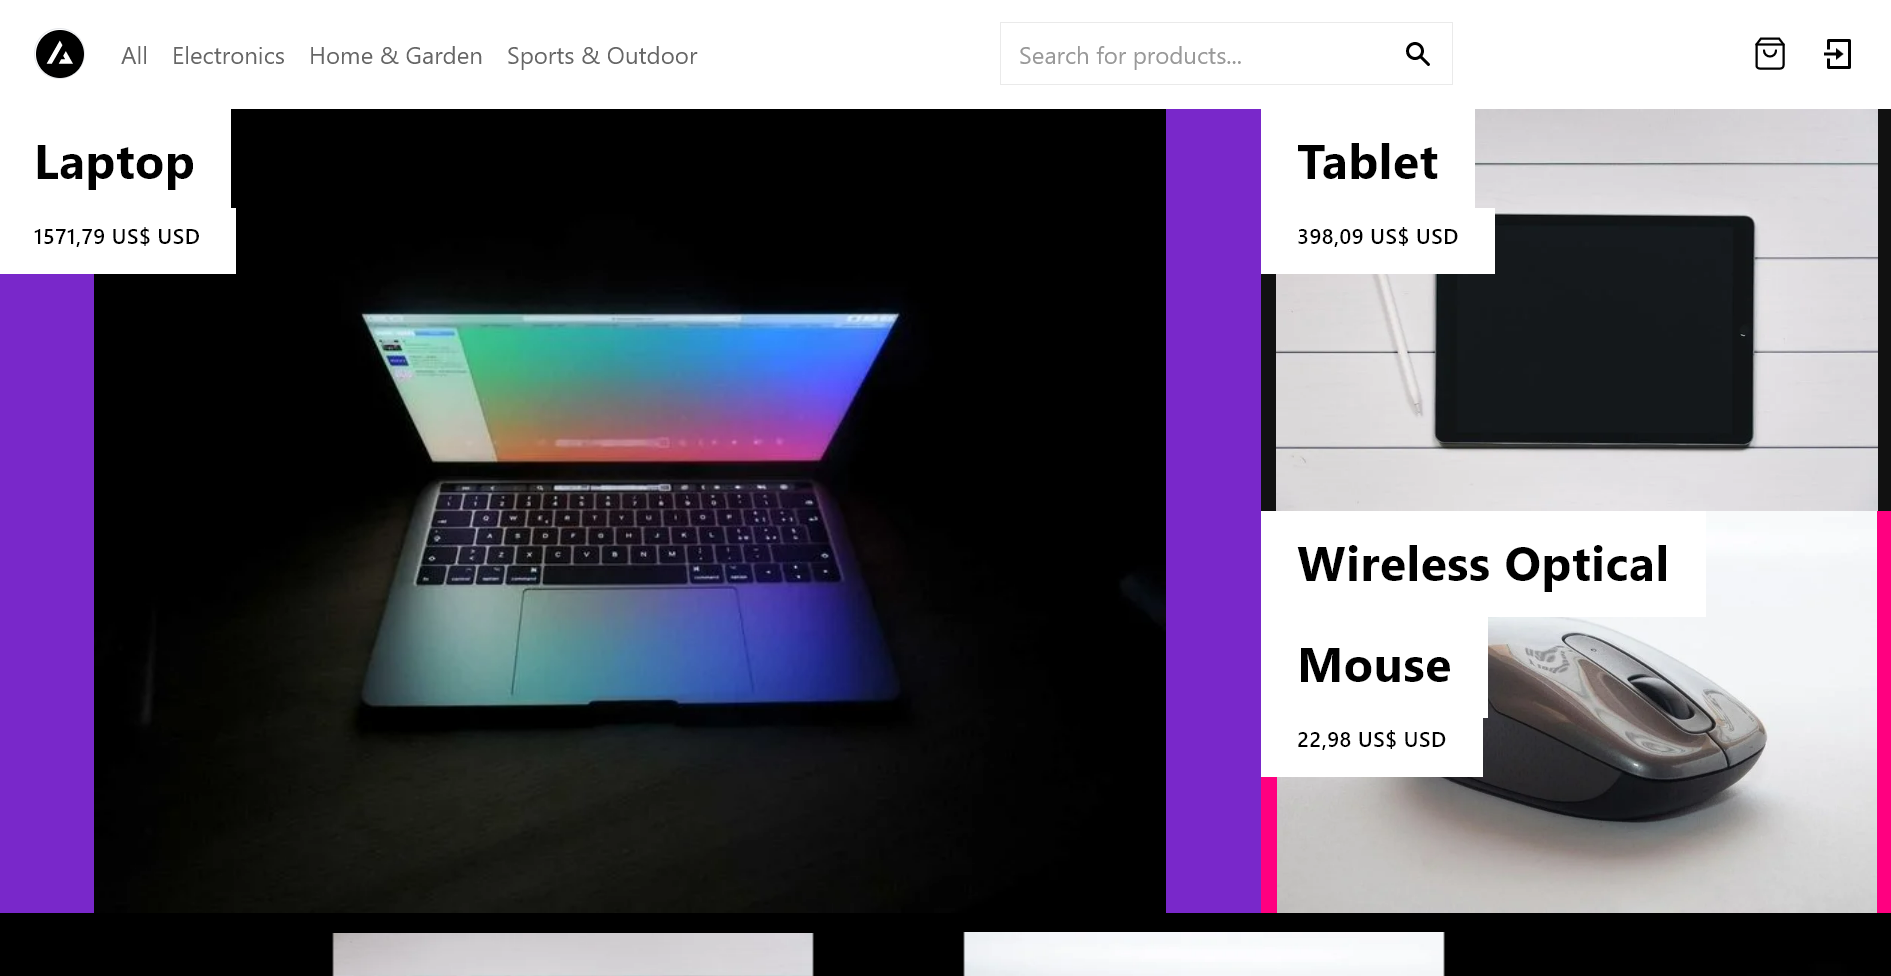 All
Electronics
Home & Garden
Sports & Outdoor
Search for products...
Laptop
1571,79 US$ USD
Tablet
398,09 US$ USD
Wireless Optical
Mouse
22,98 US$ USD